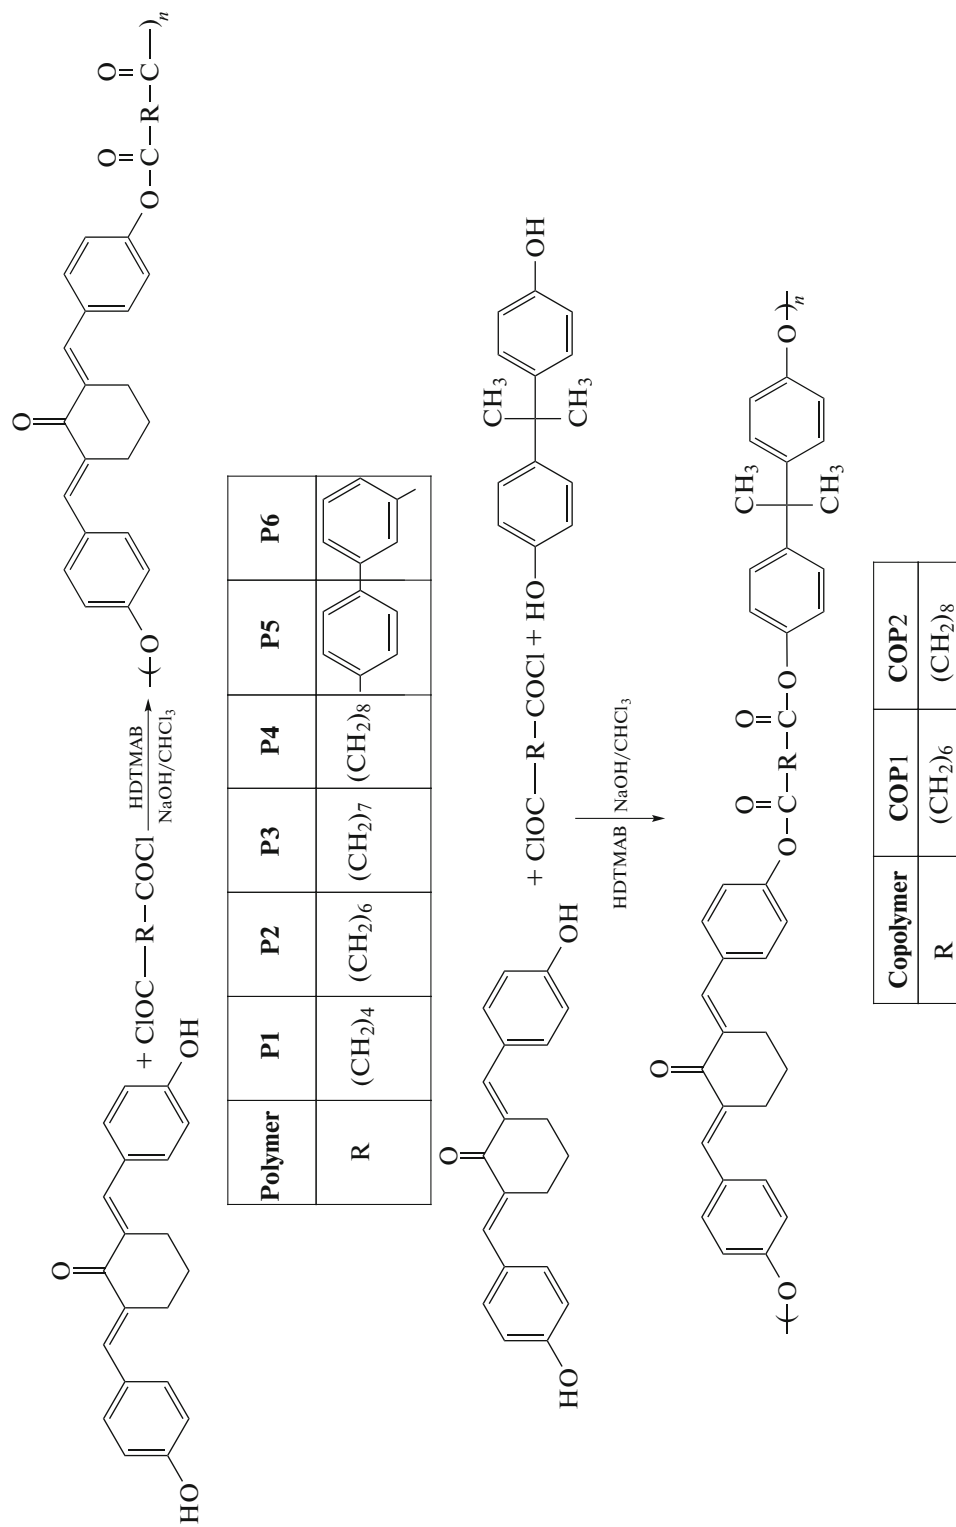 O
HO
OH
+ ClOC—R—COCl
HDTMAB
NaOH/CHCl3
O
(O
O
O
O—C—R—C—)n
Polymer P1 P2 P3 P4 P5 P6
R (CH2)4 (CH2)6 (CH2)7 (CH2)8
O
HO
OH
+ ClOC—R—COCl + HO
CH3
CH3
OH
HDTMAB NaOH/CHCl3
O
(O
O
O
O—C—R—C—O
CH3
CH3
O)n
Copolymer COP1 COP2
R (CH2)6 (CH2)8